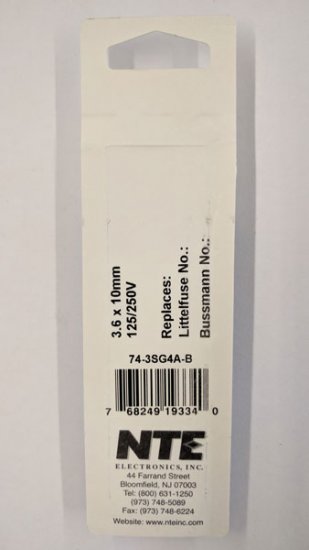 3.6 x 10mm
125/250V
Replaces:
Littelfuse No.:
Bussmann No.:
74-3SG4A-B
7 68249 19334 0
NTE
ELECTRONICS, INC.
44 Farrand Street
Bloomfield, NJ 07003
Tel: (800) 631-1250
(973) 748-5089
Fax: (973) 748-6224
Website: www.nteinc.com